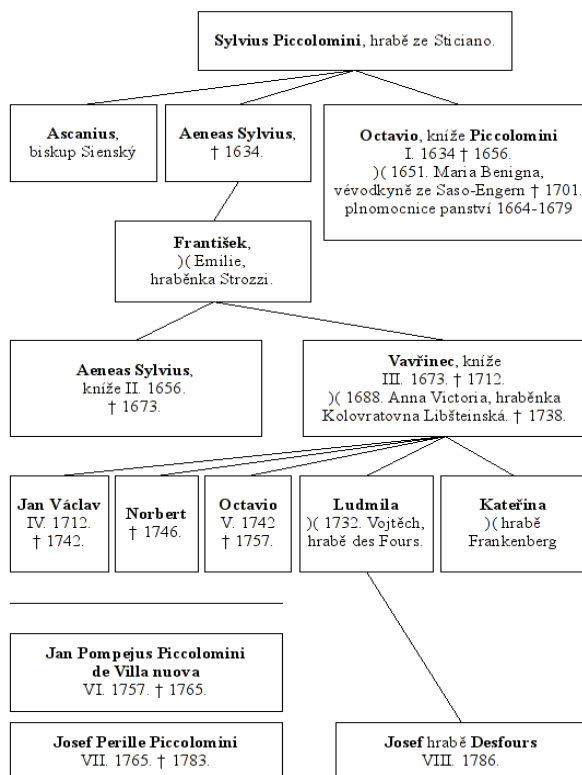 Sylvius Piccolomini, hrabě ze Sticiano.
Ascanius,
biskup Sienský
Aeneas Sylvius,
† 1634.
Octavio, kníže Piccolomini
I. 1634 † 1656.
)( 1651. Maria Benigna,
vévodkyně ze Saso-Engern † 1701.
plnomocnice panství 1664-1679
František,
)( Emilie,
hraběnka Strozzi.
Aeneas Sylvius,
kníže II. 1656.
† 1673.
Vavřinec, kníže
III. 1673. † 1712.
)( 1688. Anna Victoria, hraběnka
Kolovratovna Libšteinská. † 1738.
Jan Václav
IV. 1712.
† 1742.
Norbert
† 1746.
Octavio
V. 1742
† 1757.
Ludmila
)( 1732. Vojtěch,
hrabě des Fours.
Kateřina
)( hrabě
Frankenberg
Jan Pompejus Piccolomini
de Villa nuova
VI. 1757. † 1765.
Josef Perille Piccolomini
VII. 1765. † 1783.
Josef hrabě Desfours
VIII. 1786.